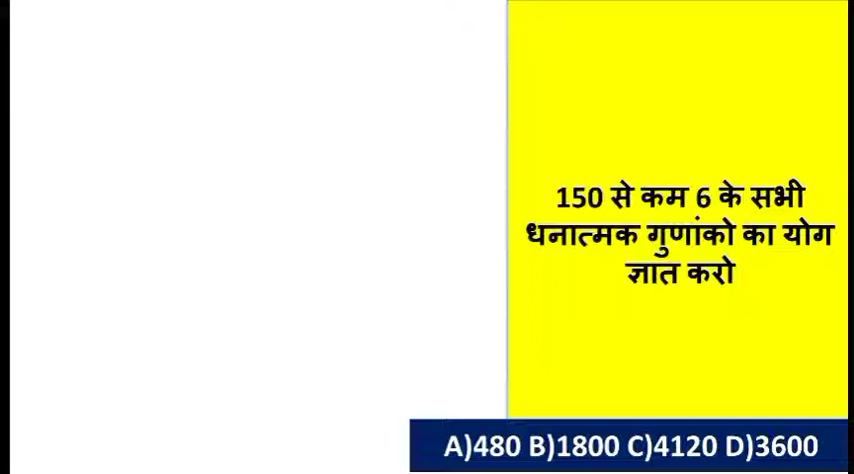 150 से कम 6 के सभी
धनात्मक गुणांको का योग
ज्ञात करो
A)480 B)1800 C)4120 D)3600